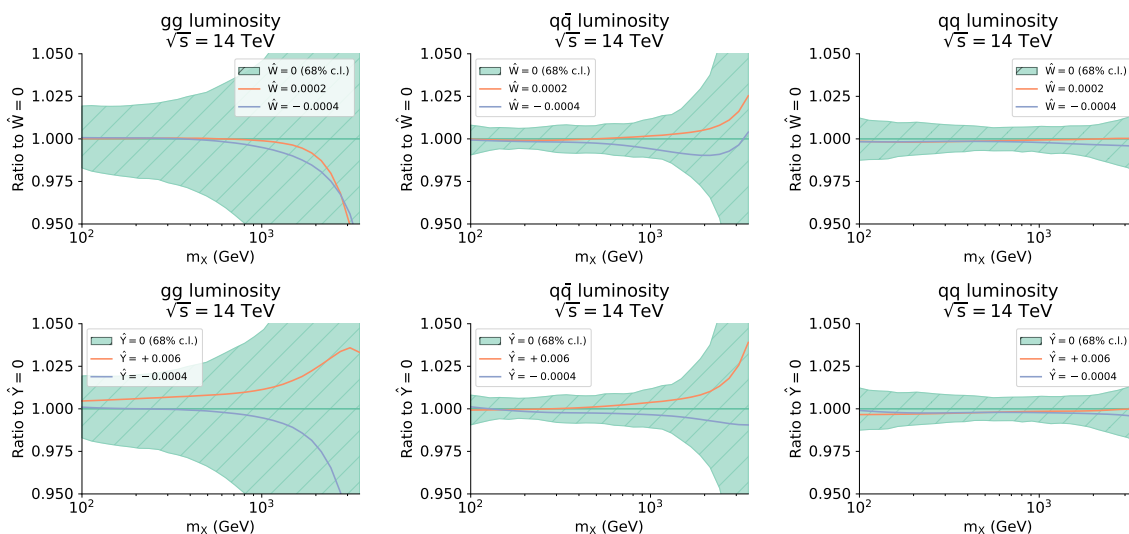 gg luminosity
√s = 14 TeV
1.050
1.025
1.000
0.975
0.950
Ratio to Ŵ = 0
Ŵ = 0 (68% c.l.)
Ŵ = 0.0002
Ŵ = −0.0004
10²
10³
m_X (GeV)
qq̄ luminosity
√s = 14 TeV
1.050
1.025
1.000
0.975
0.950
Ratio to Ŵ = 0
Ŵ = 0 (68% c.l.)
Ŵ = 0.0002
Ŵ = −0.0004
10²
10³
m_X (GeV)
qq luminosity
√s = 14 TeV
1.050
1.025
1.000
0.975
0.950
Ratio to Ŵ = 0
Ŵ = 0 (68% c.l.)
Ŵ = 0.0002
Ŵ = −0.0004
10²
10³
m_X (GeV)
gg luminosity
√s = 14 TeV
1.050
1.025
1.000
0.975
0.950
Ratio to Ŷ = 0
Ŷ = 0 (68% c.l.)
Ŷ = +0.006
Ŷ = −0.0004
10²
10³
m_X (GeV)
qq̄ luminosity
√s = 14 TeV
1.050
1.025
1.000
0.975
0.950
Ratio to Ŷ = 0
Ŷ = 0 (68% c.l.)
Ŷ = +0.006
Ŷ = −0.0004
10²
10³
m_X (GeV)
qq luminosity
√s = 14 TeV
1.050
1.025
1.000
0.975
0.950
Ratio to Ŷ = 0
Ŷ = 0 (68% c.l.)
Ŷ = +0.006
Ŷ = −0.0004
10²
10³
m_X (GeV)